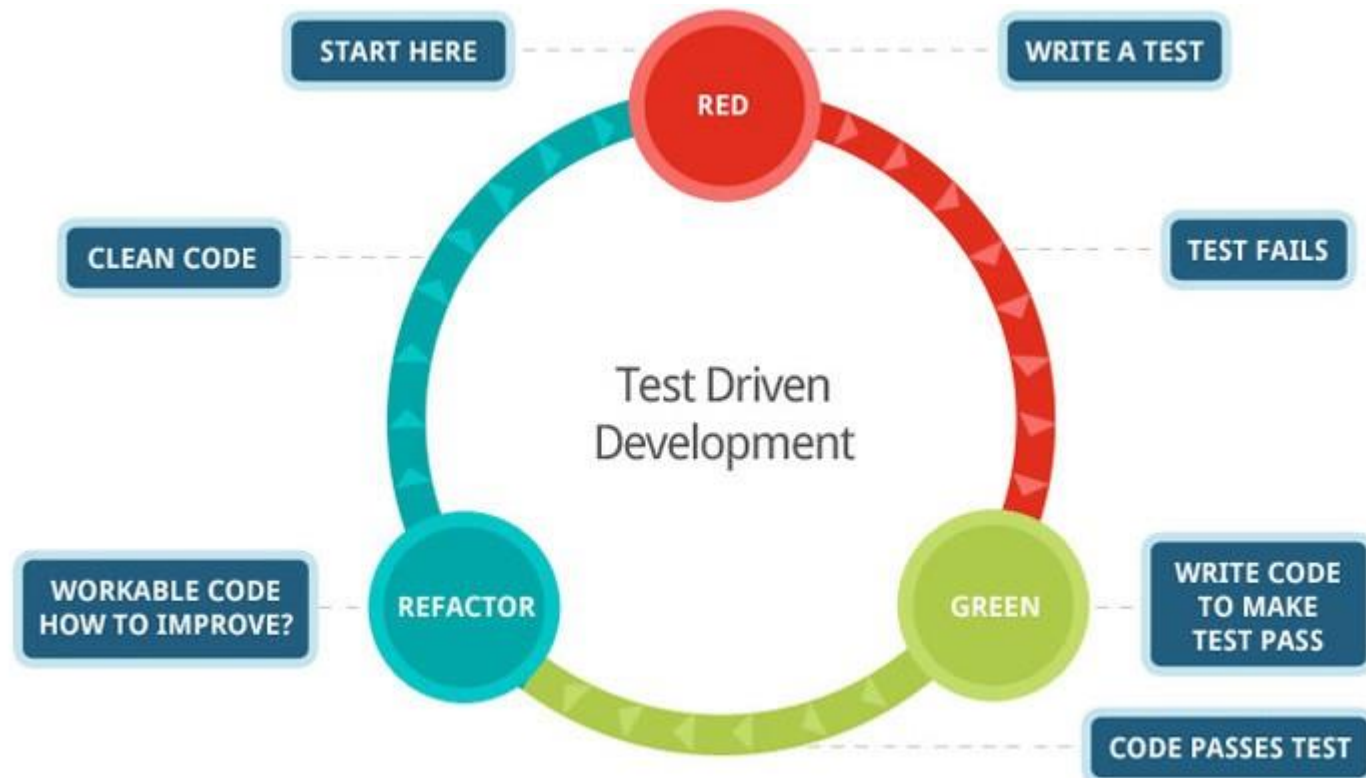 START HERE
WRITE A TEST
RED
CLEAN CODE
TEST FAILS
Test Driven
Development
WORKABLE CODE
HOW TO IMPROVE?
REFACTOR
GREEN
WRITE CODE
TO MAKE
TEST PASS
CODE PASSES TEST